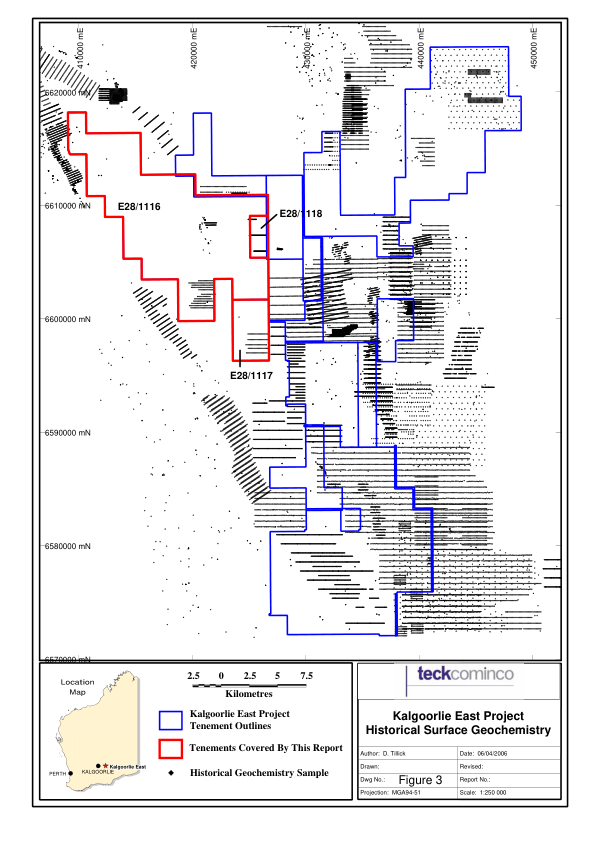 410000 mE
420000 mE
430000 mE
440000 mE
450000 mE
6620000 mN
6610000 mN
6600000 mN
6590000 mN
6580000 mN
6570000 mN
E28/1116
E28/1118
E28/1117
Location
Map
PERTH
KALGOORLIE
Kalgoorlie East
2.5 0 2.5 5 7.5
Kilometres
Kalgoorlie East Project
Tenement Outlines
Tenements Covered By This Report
Historical Geochemistry Sample
teckcominco
Kalgoorlie East Project
Historical Surface Geochemistry
Author: D. Tillick Date: 06/04/2006
Drawn: Revised:
Dwg No.: Figure 3 Report No.:
Projection: MGA94-51 Scale: 1:250 000